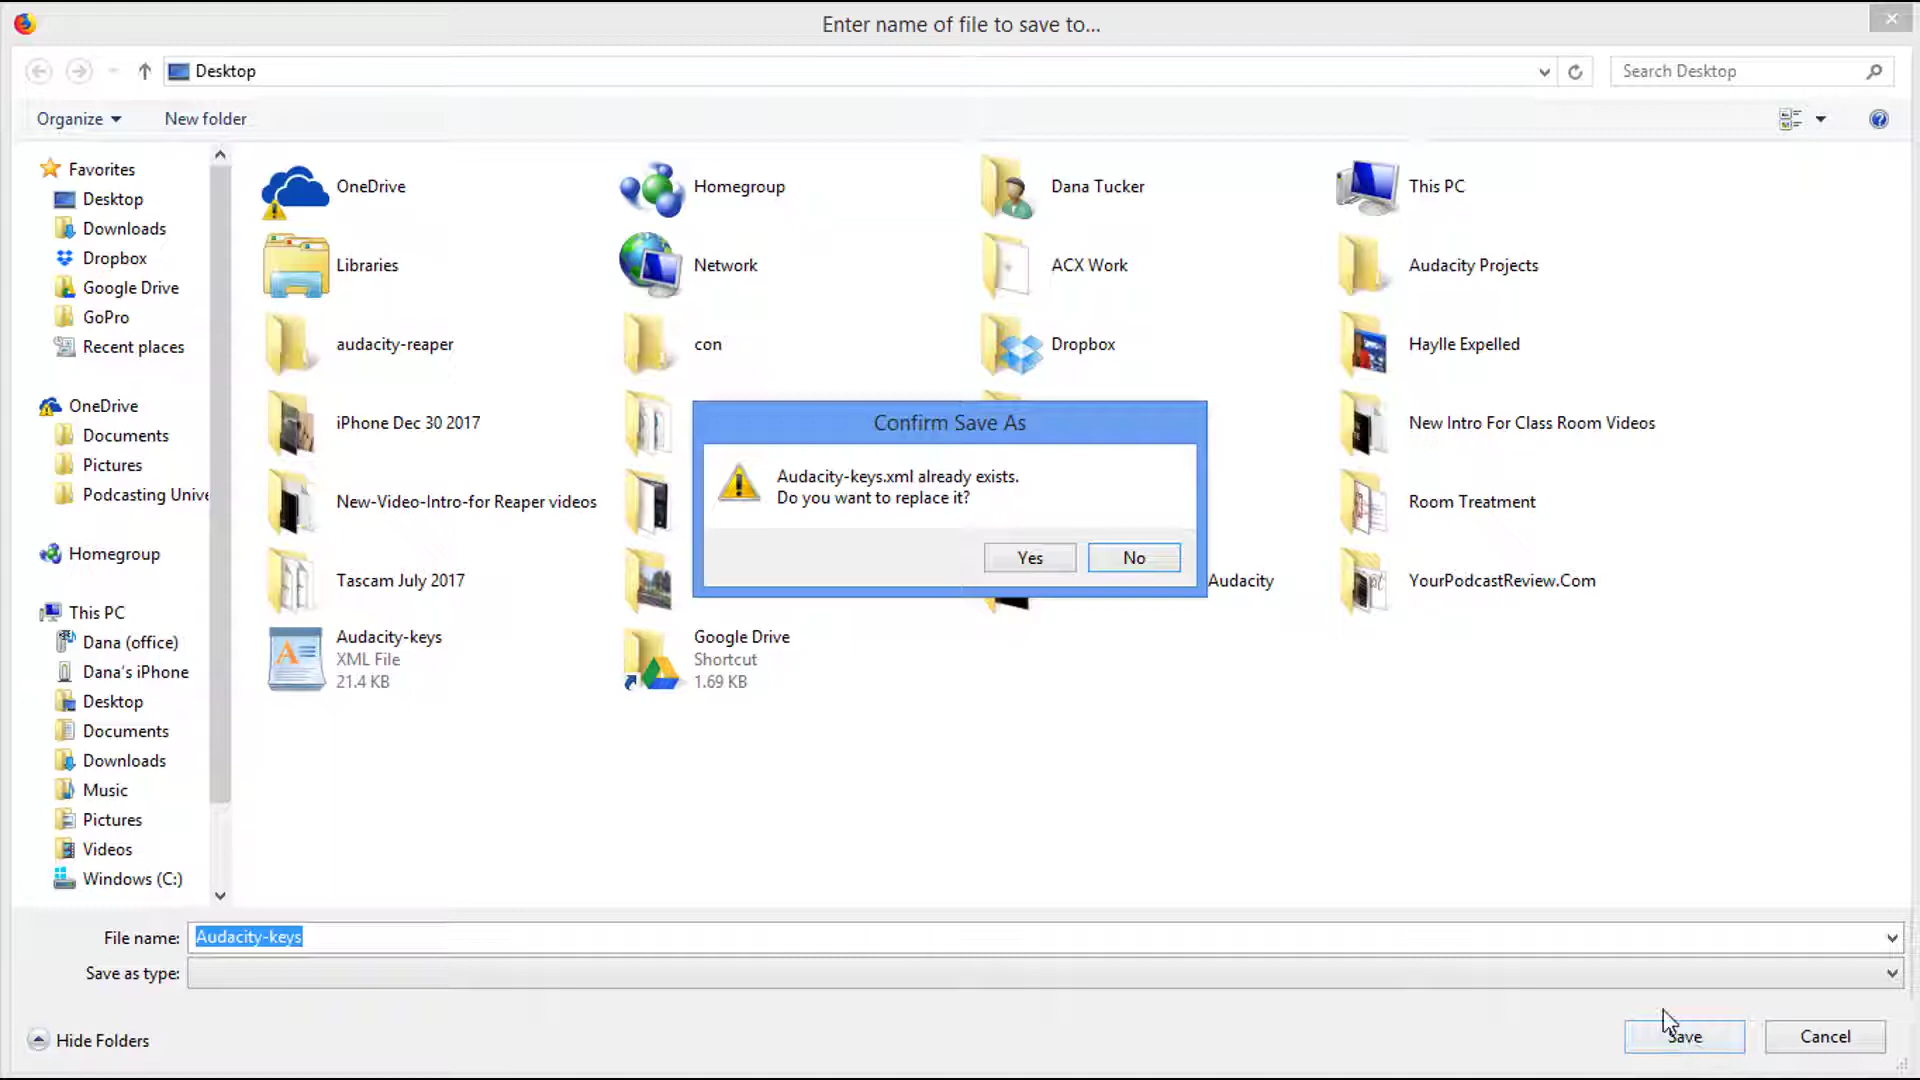 Enter name of file to save to...
Desktop
Search Desktop
Organize
New folder
Favorites
Desktop
Downloads
Dropbox
Google Drive
GoPro
Recent places
OneDrive
Documents
Pictures
Podcasting Unive
Homegroup
This PC
Dana (office)
Dana's iPhone
Desktop
Documents
Downloads
Music
Pictures
Videos
Windows (C:)
OneDrive
Homegroup
Dana Tucker
This PC
Libraries
Network
ACX Work
Audacity Projects
audacity-reaper
con
Dropbox
Haylle Expelled
iPhone Dec 30 2017
New Intro For Class Room Videos
New-Video-Intro-for Reaper videos
Room Treatment
Tascam July 2017
Audacity
YourPodcastReview.Com
Audacity-keys
XML File
21.4 KB
Google Drive
Shortcut
1.69 KB
Confirm Save As
Audacity-keys.xml already exists.
Do you want to replace it?
Yes
No
File name:
Audacity-keys
Save as type:
Hide Folders
Save
Cancel